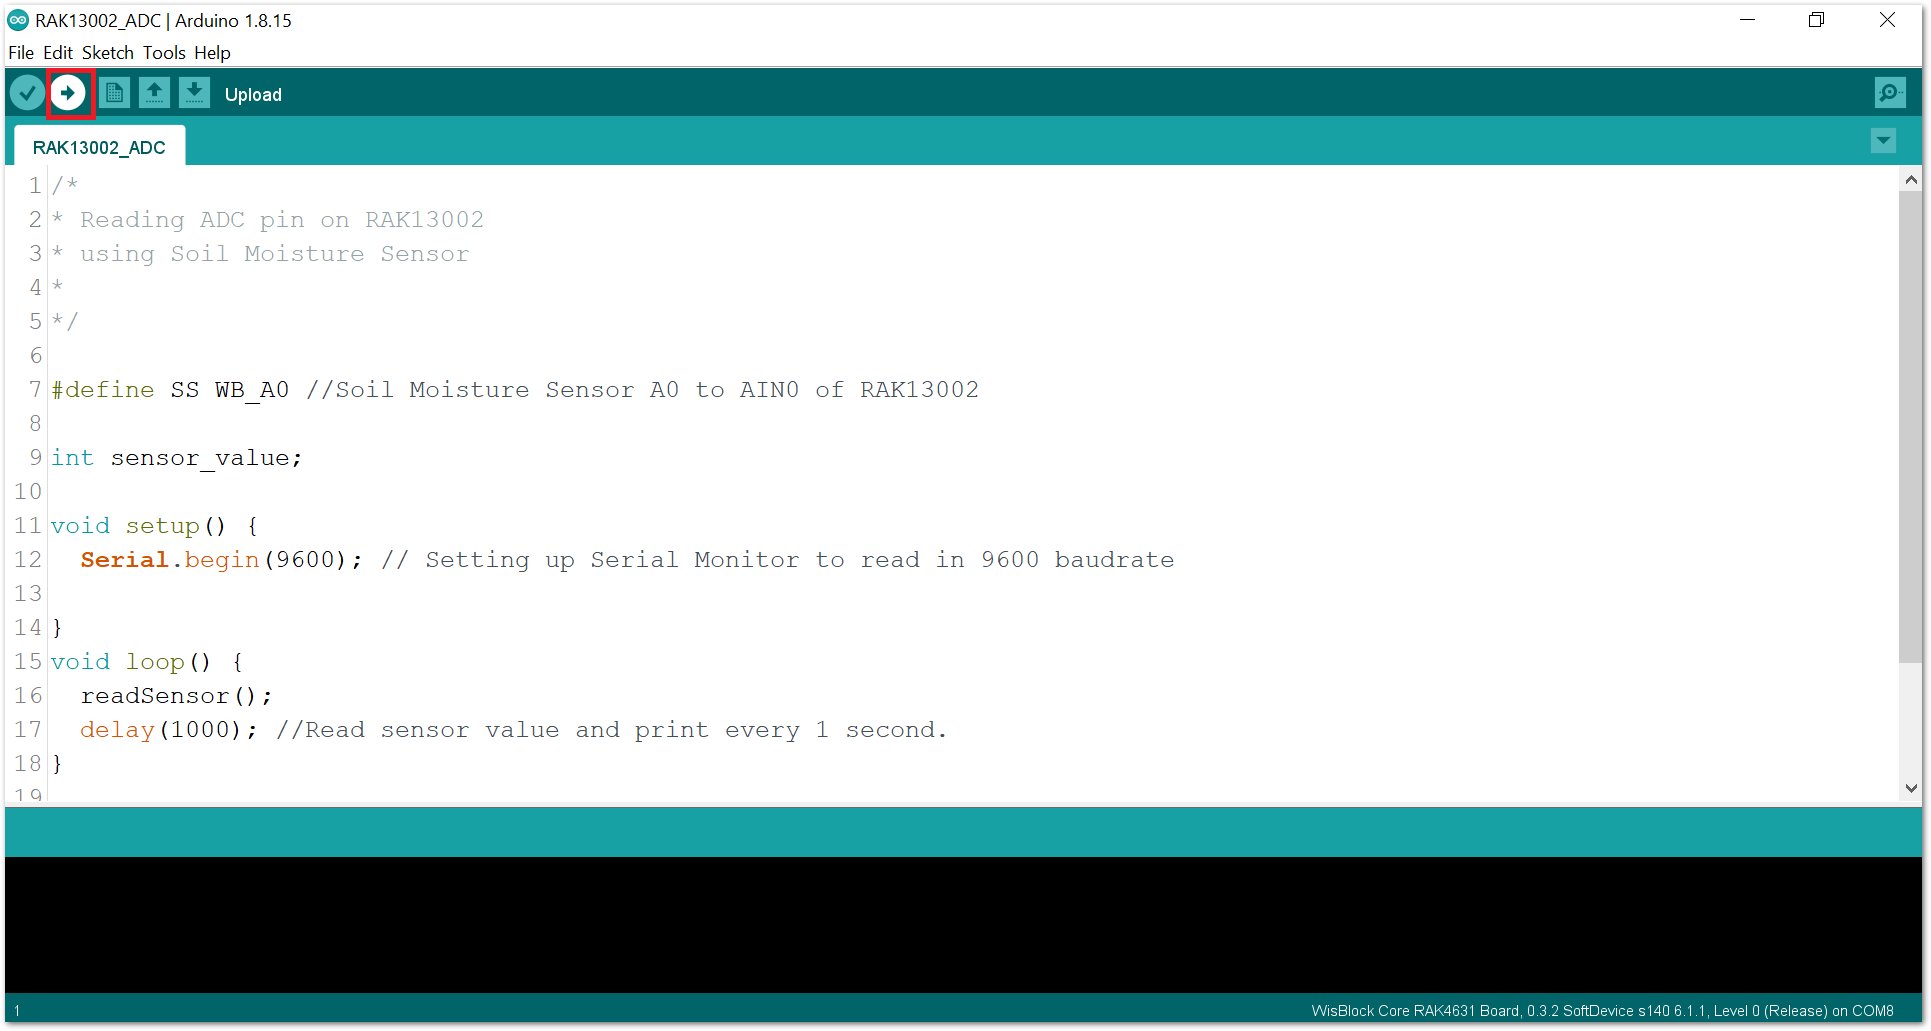 RAK13002_ADC | Arduino 1.8.15
File Edit Sketch Tools Help
Upload
RAK13002_ADC
1 /*
2 * Reading ADC pin on RAK13002
3 * using Soil Moisture Sensor
4 *
5 */
6
7 #define SS WB_A0 //Soil Moisture Sensor A0 to AIN0 of RAK13002
8
9 int sensor_value;
10
11 void setup() {
12 Serial.begin(9600); // Setting up Serial Monitor to read in 9600 baudrate
13
14 }
15 void loop() {
16 readSensor();
17 delay(1000); //Read sensor value and print every 1 second.
18 }
19
1
WisBlock Core RAK4631 Board, 0.3.2 SoftDevice s140 6.1.1, Level 0 (Release) on COM8